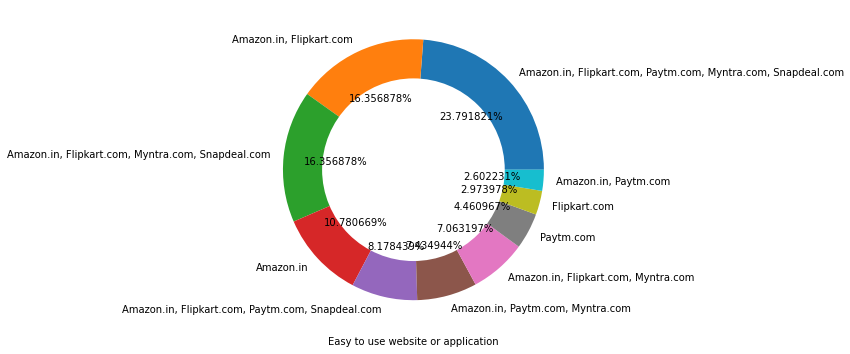 Amazon.in, Flipkart.com
Amazon.in, Flipkart.com, Paytm.com, Myntra.com, Snapdeal.com
16.356878%
23.791821%
Amazon.in, Flipkart.com, Myntra.com, Snapdeal.com
16.356878%
2.602231%
Amazon.in, Paytm.com
2.973978%
4.460967%
Flipkart.com
10.780669%
7.063197%
Paytm.com
8.178439%
7.434944%
Amazon.in
Amazon.in, Flipkart.com, Myntra.com
Amazon.in, Flipkart.com, Paytm.com, Snapdeal.com
Amazon.in, Paytm.com, Myntra.com
Easy to use website or application